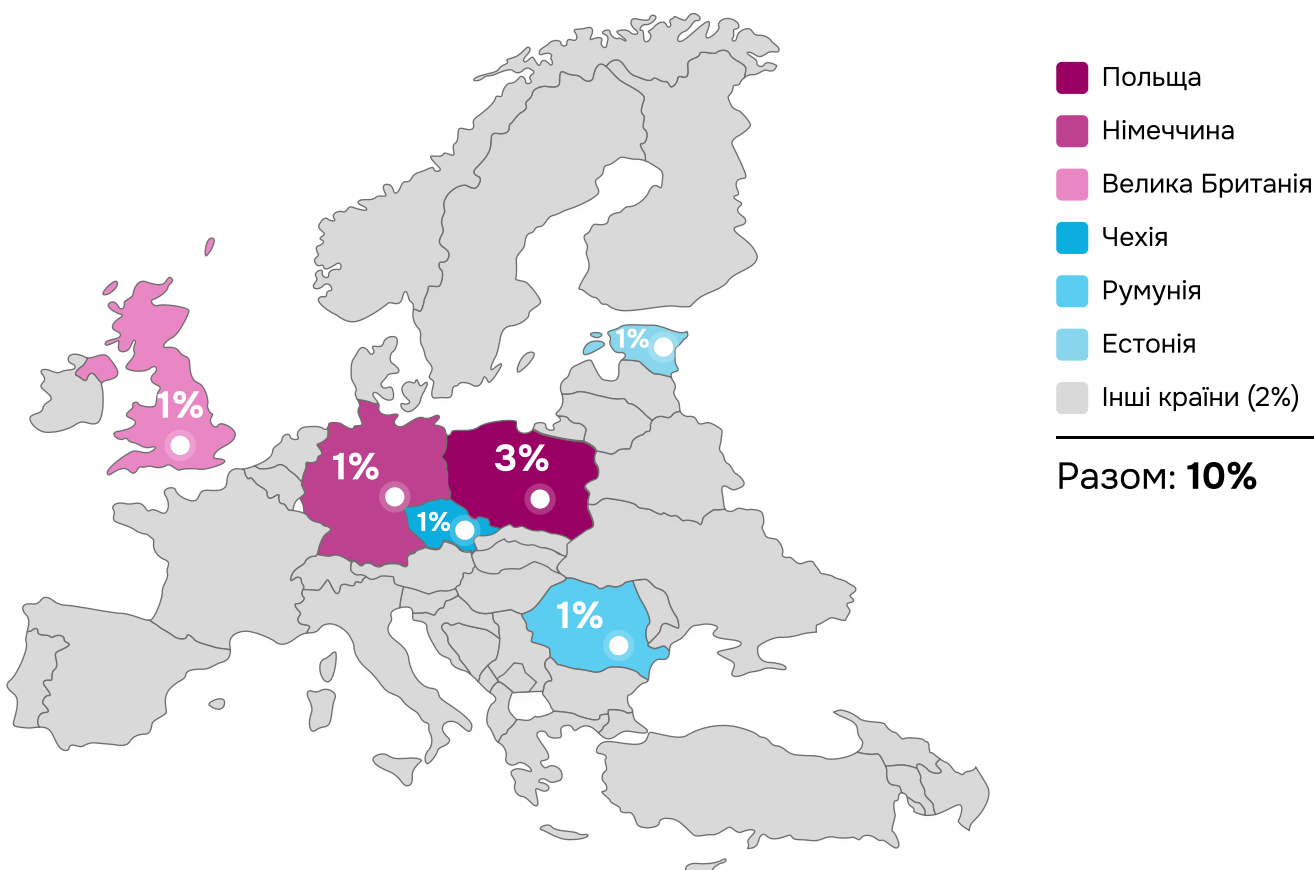 Польща
Німеччина
Велика Британія
Чехія
Румунія
Естонія
Інші країни (2%)
Разом: 10%
1%
1%
1%
3%
1%
1%